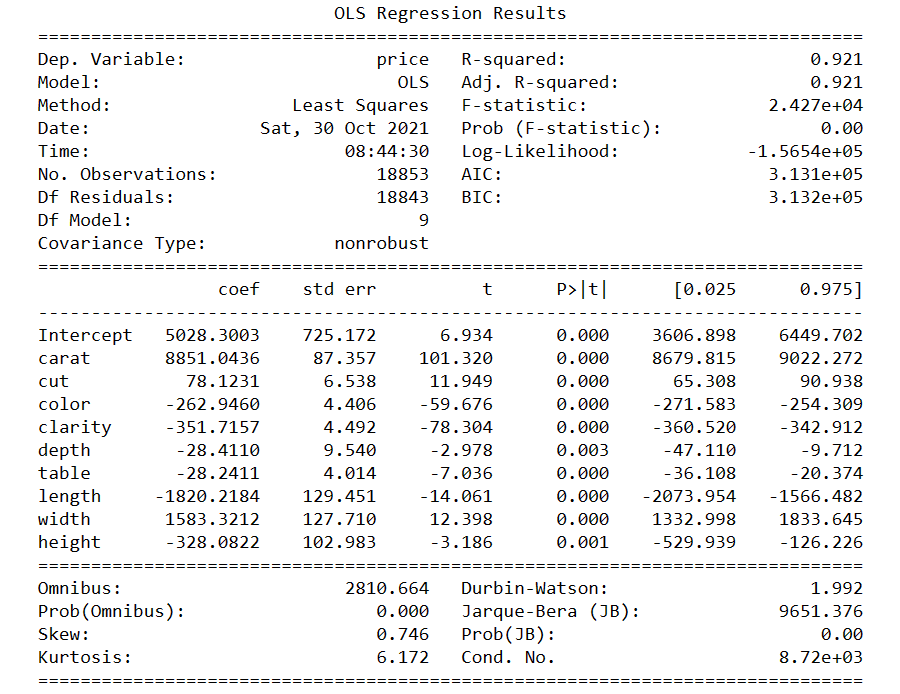 OLS Regression Results
==============================================================================
Dep. Variable:                  price   R-squared:                       0.921
Model:                            OLS   Adj. R-squared:                  0.921
Method:                 Least Squares   F-statistic:                 2.427e+04
Date:                Sat, 30 Oct 2021   Prob (F-statistic):               0.00
Time:                        08:44:30   Log-Likelihood:            -1.5654e+05
No. Observations:               18853   AIC:                         3.131e+05
Df Residuals:                   18843   BIC:                         3.132e+05
Df Model:                           9
Covariance Type:            nonrobust
==============================================================================
                 coef    std err          t      P>|t|      [0.025      0.975]
------------------------------------------------------------------------------
Intercept   5028.3003    725.172      6.934      0.000    3606.898    6449.702
carat       8851.0436     87.357    101.320      0.000    8679.815    9022.272
cut           78.1231      6.538     11.949      0.000      65.308      90.938
color       -262.9460      4.406    -59.676      0.000    -271.583    -254.309
clarity     -351.7157      4.492    -78.304      0.000    -360.520    -342.912
depth        -28.4110      9.540     -2.978      0.003     -47.110      -9.712
table        -28.2411      4.014     -7.036      0.000     -36.108     -20.374
length     -1820.2184    129.451    -14.061      0.000   -2073.954   -1566.482
width       1583.3212    127.710     12.398      0.000    1332.998    1833.645
height      -328.0822    102.983     -3.186      0.001    -529.939    -126.226
==============================================================================
Omnibus:                     2810.664   Durbin-Watson:                   1.992
Prob(Omnibus):                  0.000   Jarque-Bera (JB):             9651.376
Skew:                           0.746   Prob(JB):                         0.00
Kurtosis:                       6.172   Cond. No.                     8.72e+03
==============================================================================